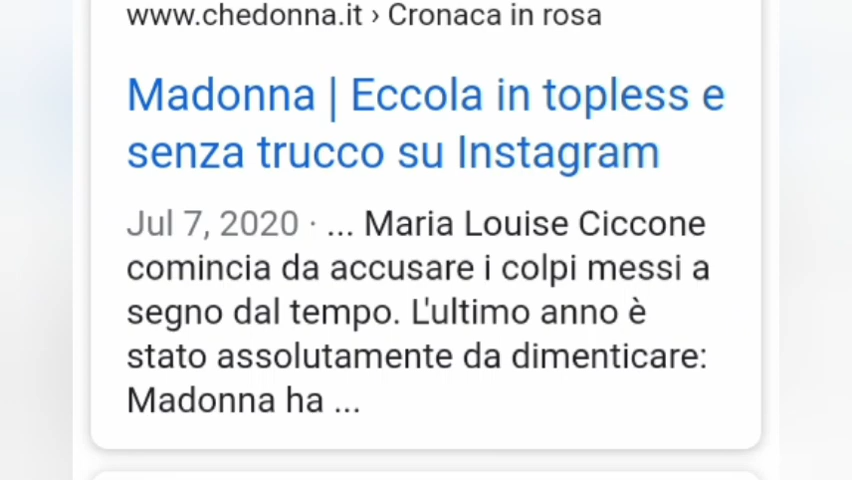 www.chedonna.it › Cronaca in rosa
Madonna | Eccola in topless e
senza trucco su Instagram
Jul 7, 2020 · ... Maria Louise Ciccone
comincia da accusare i colpi messi a
segno dal tempo. L'ultimo anno è
stato assolutamente da dimenticare:
Madonna ha ...